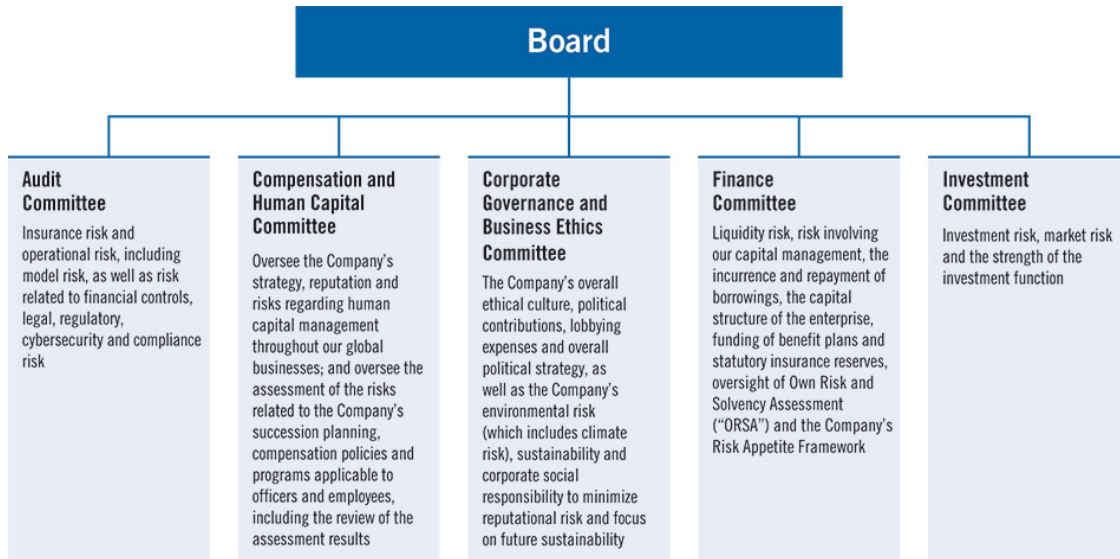 Board
Audit
Committee
Insurance risk and
operational risk, including
model risk, as well as risk
related to financial controls,
legal, regulatory,
cybersecurity and compliance
risk
Compensation and
Human Capital
Committee
Oversee the Company’s
strategy, reputation and
risks regarding human
capital management
throughout our global
businesses; and oversee the
assessment of the risks
related to the Company’s
succession planning,
compensation policies and
programs applicable to
officers and employees,
including the review of the
assessment results
Corporate
Governance and
Business Ethics
Committee
The Company’s overall
ethical culture, political
contributions, lobbying
expenses and overall
political strategy, as
well as the Company’s
environmental risk
(which includes climate
risk), sustainability and
corporate social
responsibility to minimize
reputational risk and focus
on future sustainability
Finance
Committee
Liquidity risk, risk involving
our capital management, the
incurrence and repayment of
borrowings, the capital
structure of the enterprise,
funding of benefit plans and
statutory insurance reserves,
oversight of Own Risk and
Solvency Assessment
(“ORSA”) and the Company’s
Risk Appetite Framework
Investment
Committee
Investment risk, market risk
and the strength of the
investment function